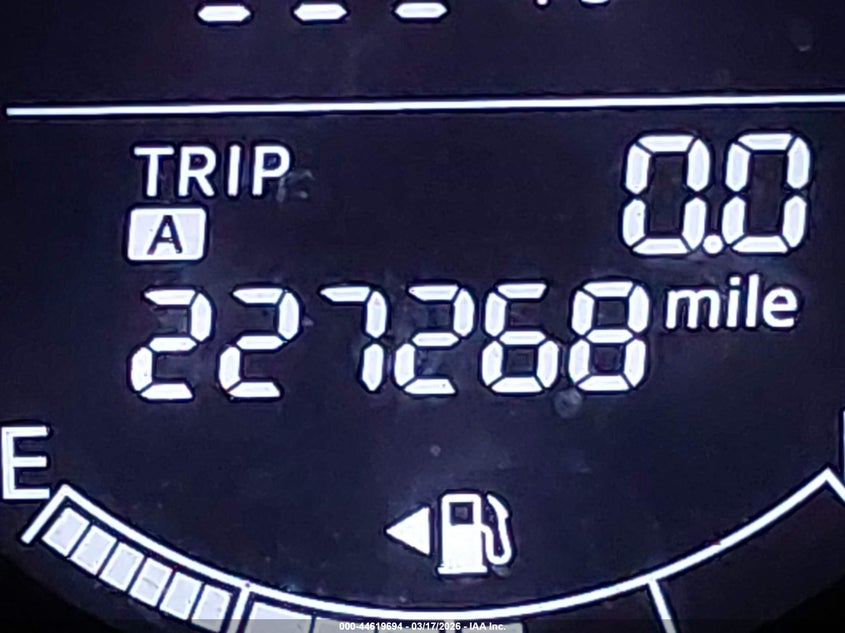 TRIP 0.0
A
227268 mile
E
000-44619694 - 03/17/2026 - IAA Inc.